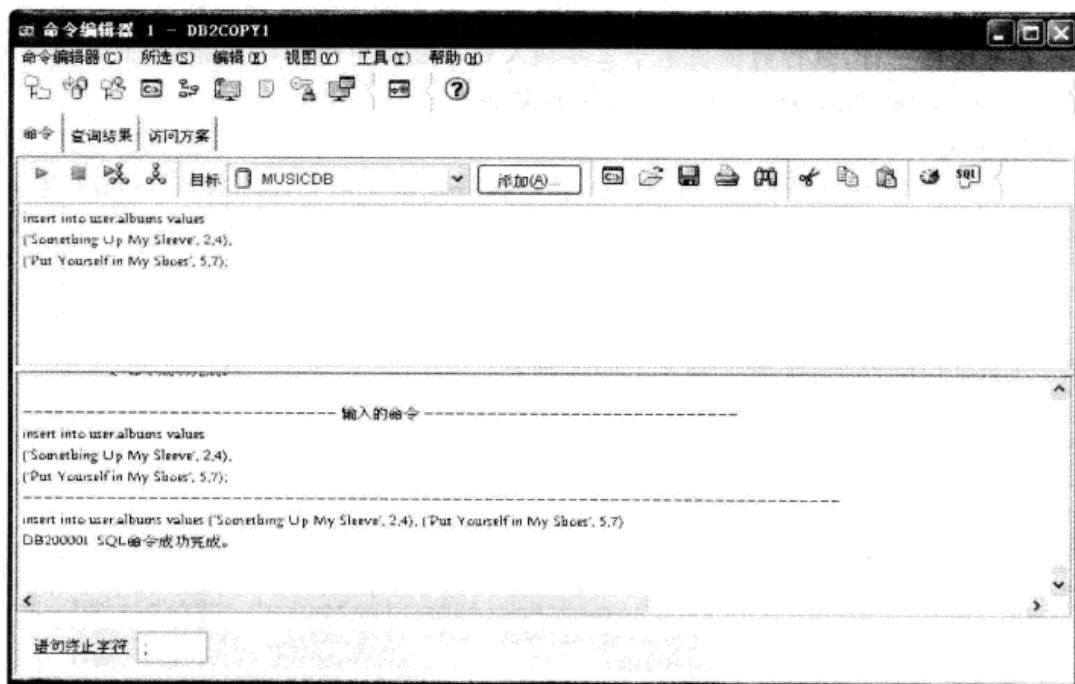 命令编辑器 1 - DB2COPY1
命令编辑器(C) 所选(S) 编辑(E) 视图(V) 工具(T) 帮助(H)
命令 查询结果 访问方案
目标 MUSICDB 添加(A)... SQL
insert into user.albums values
('Something Up My Sleeve', 2,4),
('Put Yourself in My Shoes', 5,7);
------------------------------ 输入的命令 ------------------------------
insert into user.albums values
('Something Up My Sleeve', 2,4),
('Put Yourself in My Shoes', 5,7);
------------------------------------------------------------------------------
insert into user.albums values ('Something Up My Sleeve', 2,4), ('Put Yourself in My Shoes', 5,7)
DB20000I SQL命令成功完成。
语句终止字符 ;